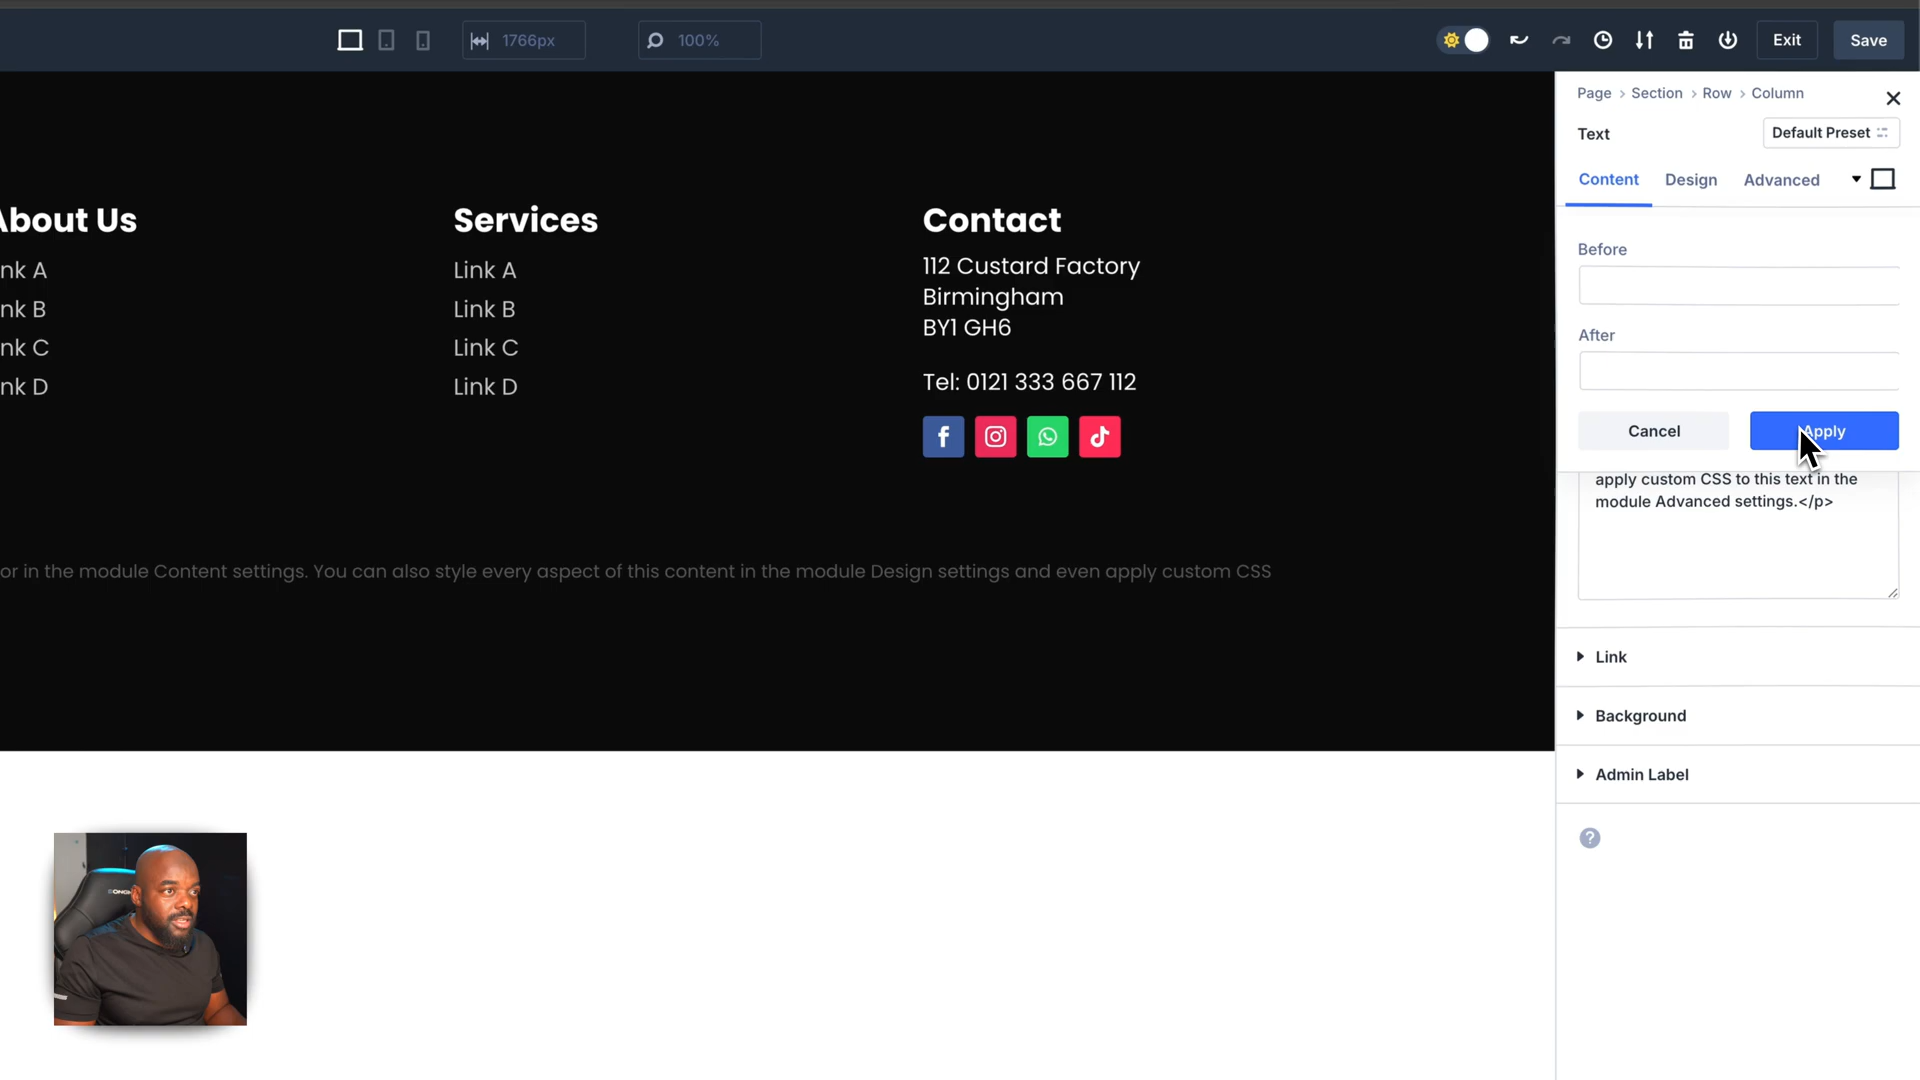 1766px
100%
Exit
Save
Page > Section > Row > Column
Text
Default Preset
Content
Design
Advanced
Before
After
Cancel
Apply
apply custom CSS to this text in the
module Advanced settings.</p>
Link
Background
Admin Label
?
About Us
nk A
nk B
nk C
nk D
Services
Link A
Link B
Link C
Link D
Contact
112 Custard Factory
Birmingham
BY1 GH6
Tel: 0121 333 667 112
or in the module Content settings. You can also style every aspect of this content in the module Design settings and even apply custom CSS